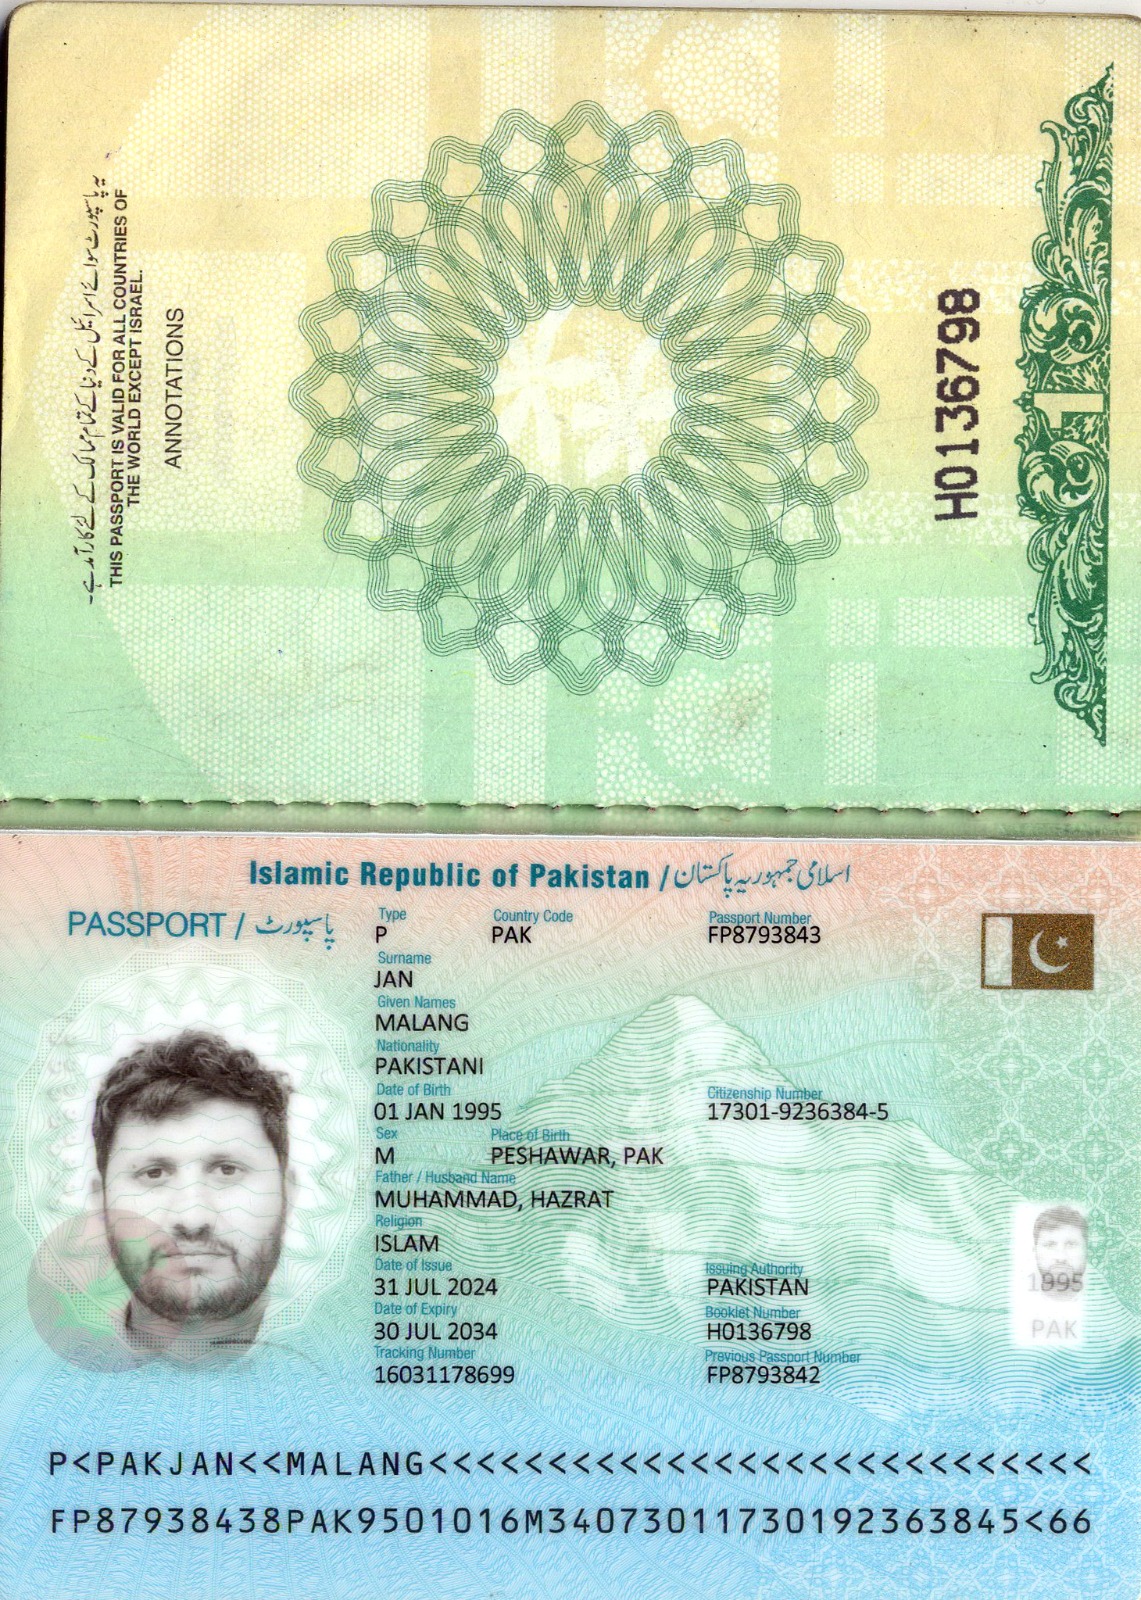 یہ پاسپورٹ سوائے اسرائیل کے دنیا کے تمام ممالک کے لئے کارآمد ہے۔
THIS PASSPORT IS VALID FOR ALL COUNTRIES OF
THE WORLD EXCEPT ISRAEL.
ANNOTATIONS
H0136798
1
Islamic Republic of Pakistan / اسلامی جمہوریہ پاکستان
PASSPORT / پاسپورٹ
Type Country Code Passport Number
P PAK FP8793843
Surname
JAN
Given Names
MALANG
Nationality
PAKISTANI
Date of Birth Citizenship Number
01 JAN 1995 17301-9236384-5
Sex Place of Birth
M PESHAWAR, PAK
Father / Husband Name
MUHAMMAD, HAZRAT
Religion
ISLAM
Date of Issue Issuing Authority
31 JUL 2024 PAKISTAN
Date of Expiry Booklet Number
30 JUL 2034 H0136798
Tracking Number Previous Passport Number
16031178699 FP8793842
1995
PAK
P<PAKJAN<<MALANG<<<<<<<<<<<<<<<<<<<<<<<<<<<<
FP87938438PAK9501016M34073011730192363845<66